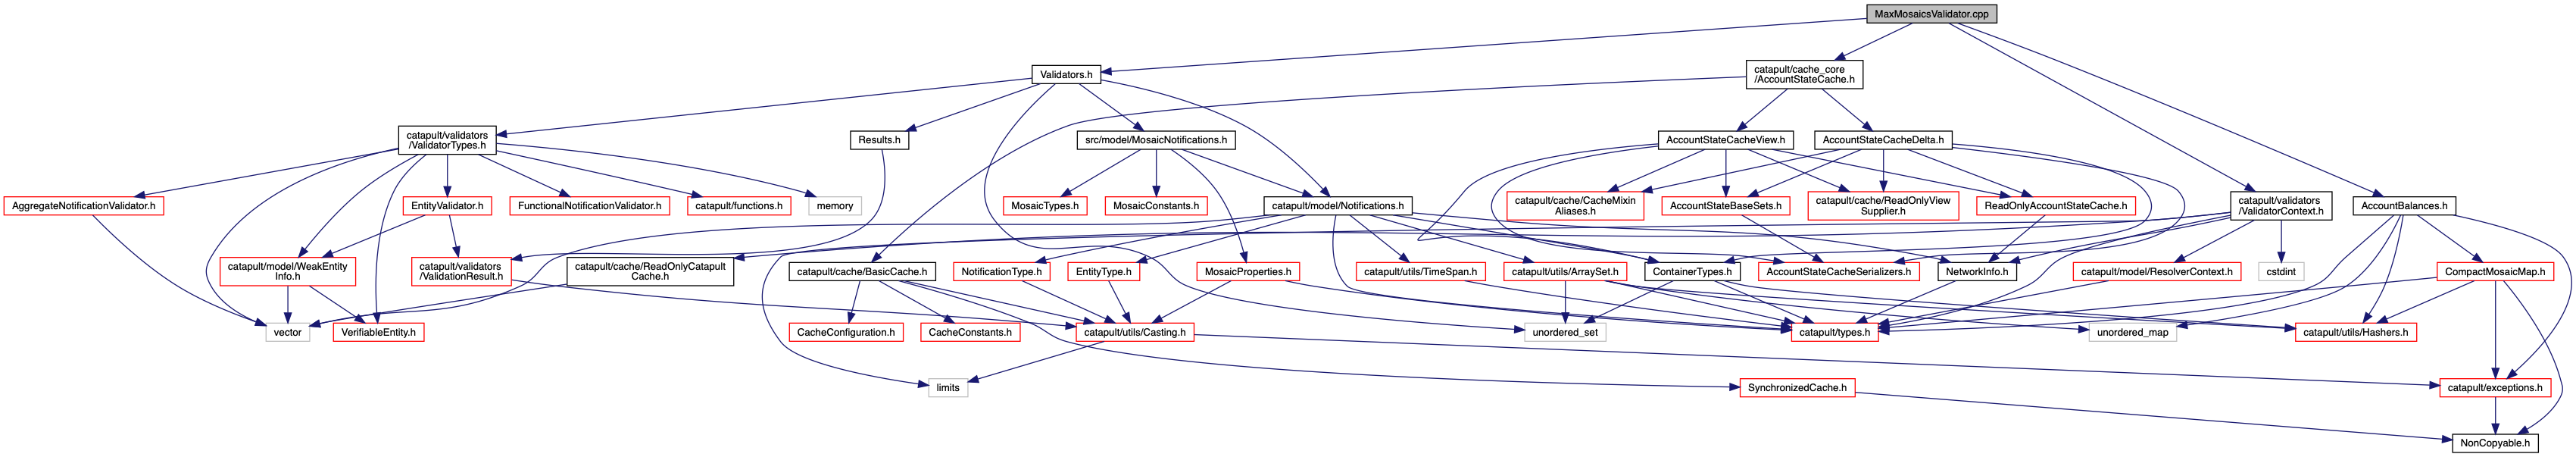 MaxMosaicsValidator.cpp
Validators.h
catapult/cache_core
/AccountStateCache.h
catapult/validators
/ValidatorTypes.h
Results.h
src/model/MosaicNotifications.h
AccountStateCacheView.h
AccountStateCacheDelta.h
AggregateNotificationValidator.h
EntityValidator.h
FunctionalNotificationValidator.h
catapult/functions.h
memory
MosaicTypes.h
MosaicConstants.h
catapult/model/Notifications.h
catapult/cache/CacheMixin
Aliases.h
AccountStateBaseSets.h
catapult/cache/ReadOnlyView
Supplier.h
ReadOnlyAccountStateCache.h
catapult/validators
/ValidatorContext.h
AccountBalances.h
catapult/model/WeakEntity
Info.h
catapult/validators
/ValidationResult.h
catapult/cache/ReadOnlyCatapult
Cache.h
catapult/cache/BasicCache.h
NotificationType.h
EntityType.h
MosaicProperties.h
catapult/utils/TimeSpan.h
catapult/utils/ArraySet.h
ContainerTypes.h
AccountStateCacheSerializers.h
NetworkInfo.h
catapult/model/ResolverContext.h
cstdint
CompactMosaicMap.h
vector
VerifiableEntity.h
CacheConfiguration.h
CacheConstants.h
catapult/utils/Casting.h
unordered_set
catapult/types.h
unordered_map
catapult/utils/Hashers.h
limits
SynchronizedCache.h
catapult/exceptions.h
NonCopyable.h